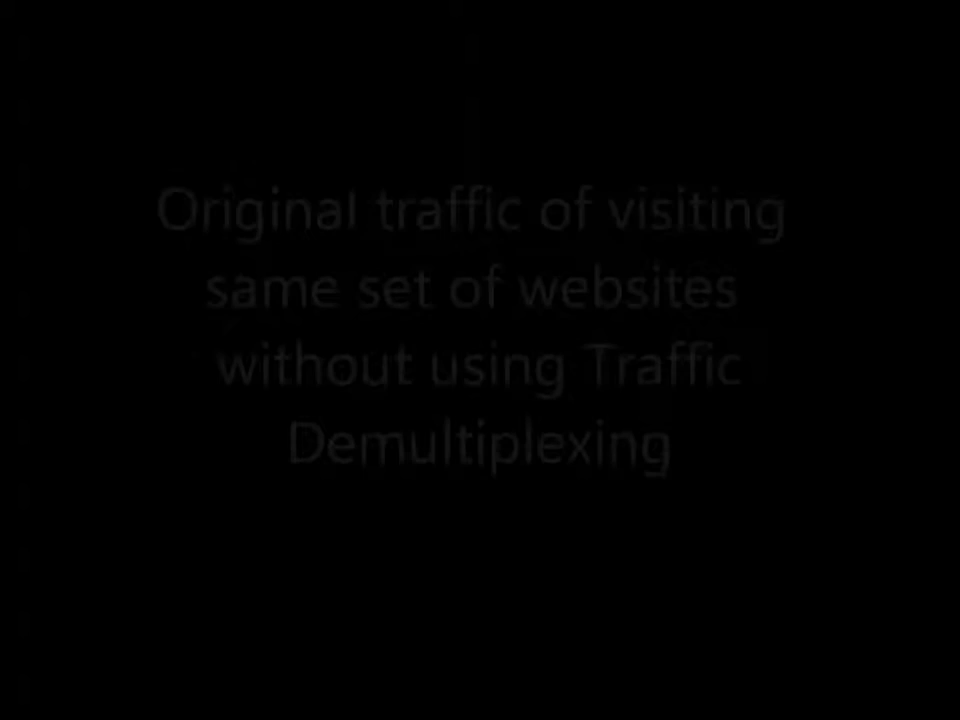 Original traffic of visiting
same set of websites
without using Traffic
Demultiplexing